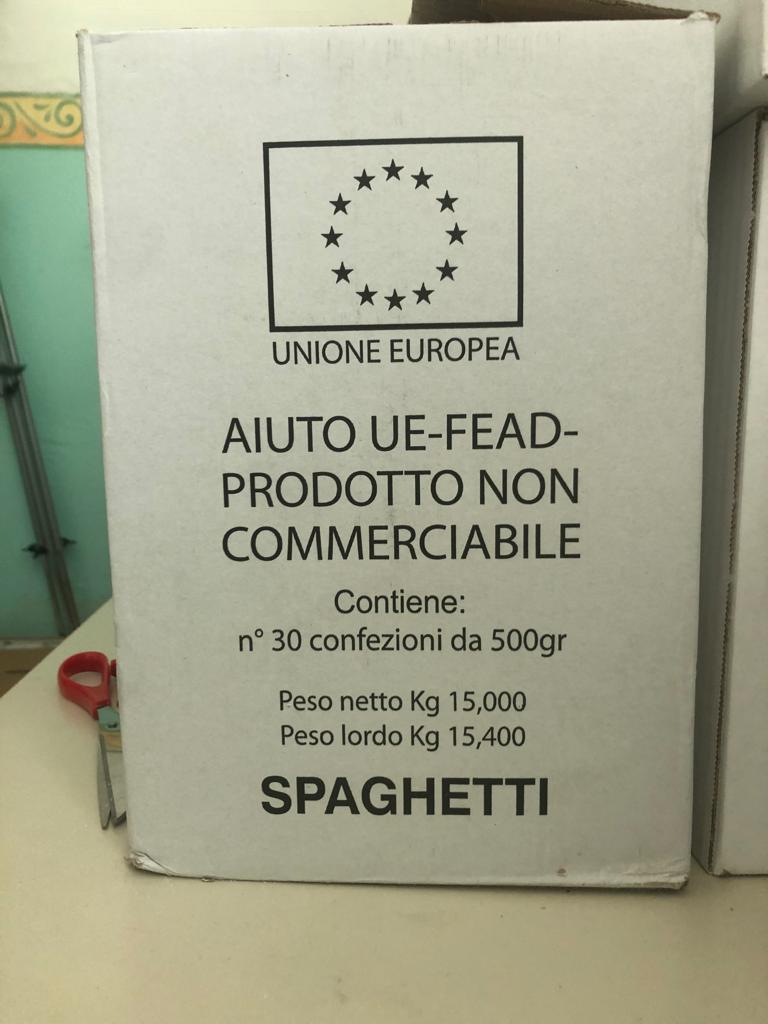 UNIONE EUROPEA
AIUTO UE-FEAD-
PRODOTTO NON
COMMERCIABILE
Contiene:
n° 30 confezioni da 500gr
Peso netto Kg 15,000
Peso lordo Kg 15,400
SPAGHETTI